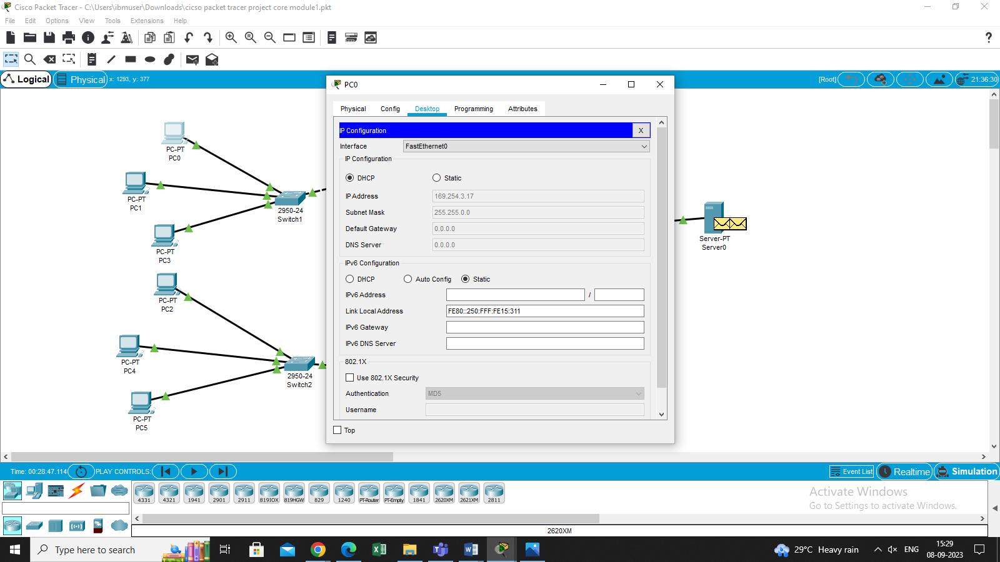 Cisco Packet Tracer - C:\Users\ibmuser\Downloads\cicso packet tracer project core module1.pkt
File Edit Options View Tools Extensions Help
?
Logical Physical x: 1293, y: 377 [Root] 21:36:30
PC0
Physical Config Desktop Programming Attributes
IP Configuration X
Interface FastEthernet0
IP Configuration
DHCP Static
IP Address 169.254.3.17
Subnet Mask 255.255.0.0
Default Gateway 0.0.0.0
DNS Server 0.0.0.0
IPv6 Configuration
DHCP Auto Config Static
IPv6 Address /
Link Local Address FE80::250:FFF:FE15:311
IPv6 Gateway
IPv6 DNS Server
802.1X
Use 802.1X Security
Authentication MD5
Username
Top
PC-PT
PC0
PC-PT
PC1
2950-24
Switch1
PC-PT
PC3
PC-PT
PC2
PC-PT
PC4
2950-24
Switch2
PC-PT
PC5
Server-PT
Server0
Time: 00:28:47.114 PLAY CONTROLS: Event List Realtime Simulation
4331 4321 1941 2901 2911 819IOX 819HGW 829 1240 PT-Router PT-Empty 1841 2620XM 2621XM 2811
2620XM
Activate Windows
Go to Settings to activate Windows.
Type here to search
29°C Heavy rain
ENG
15:29
08-09-2023